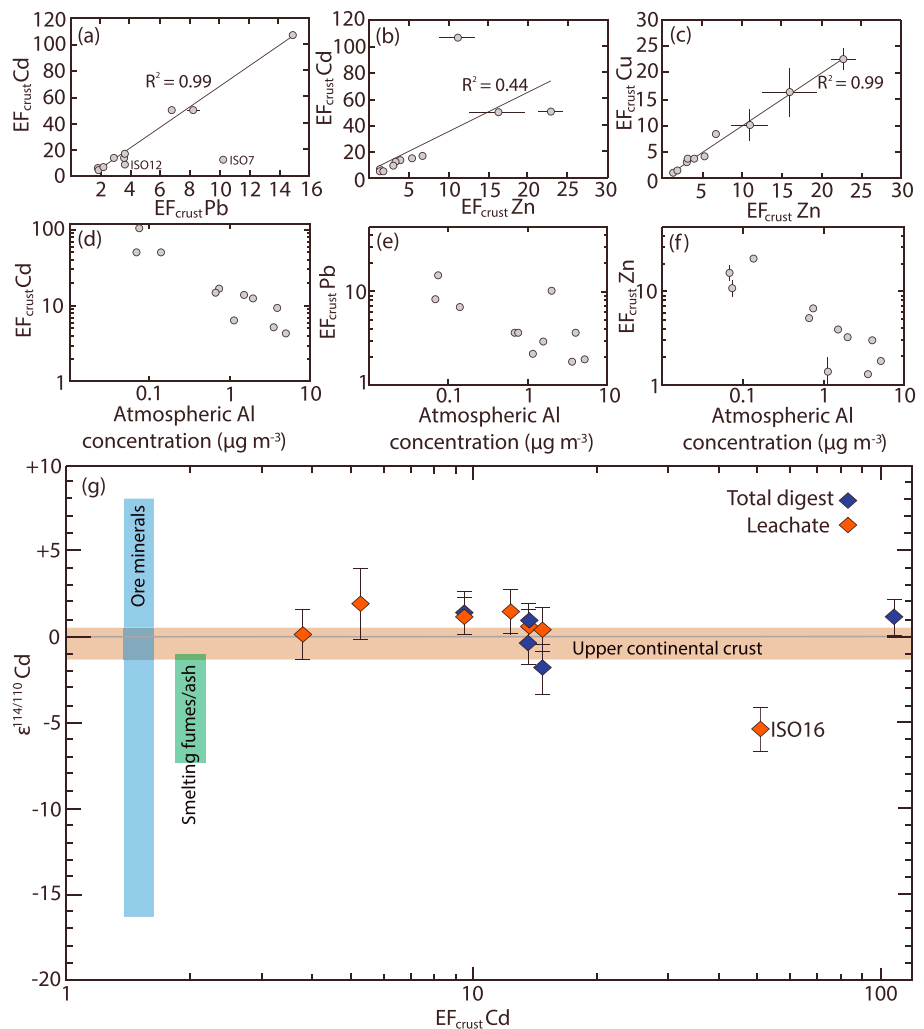 (a)
120
100
80
60
40
20
0
EFcrustCd
R² = 0.99
ISO12
ISO7
2 4 6 8 10 12 14 16
EFcrustPb
(b)
120
100
80
60
40
20
0
EFcrustCd
R² = 0.44
5 10 15 20 25 30
EFcrust Zn
(c)
30
25
20
15
10
5
0
EFcrustCu
R² = 0.99
5 10 15 20 25 30
EFcrust Zn
(d)
100
10
1
EFcrustCd
0.1 1 10
Atmospheric Al
concentration (µg m-3)
(e)
10
1
EFcrustPb
0.1 1 10
Atmospheric Al
concentration (µg m-3)
(f)
10
1
EFcrustZn
0.1 1 10
Atmospheric Al
concentration (µg m-3)
(g)
+10
+5
0
-5
-10
-15
-20
ε114/110Cd
Ore minerals
Smelting fumes/ash
Total digest
Leachate
Upper continental crust
ISO16
1 10 100
EFcrustCd